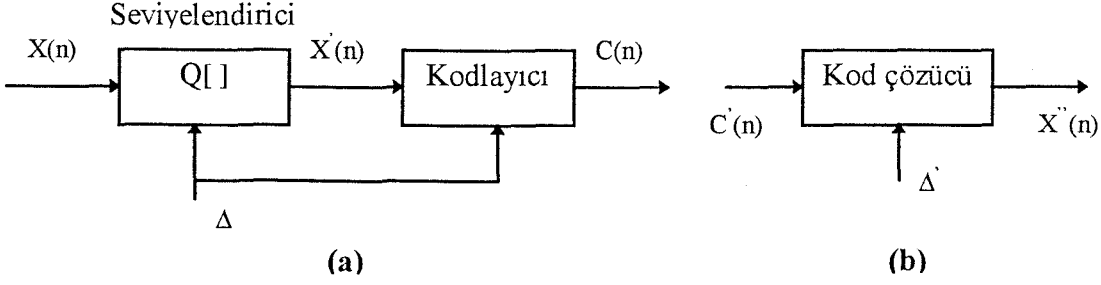 Seviyelendirici
X(n)
Q[ ]
X'(n)
Kodlayıcı
C(n)
Δ
(a)
C'(n)
Kod çözücü
X''(n)
Δ'
(b)